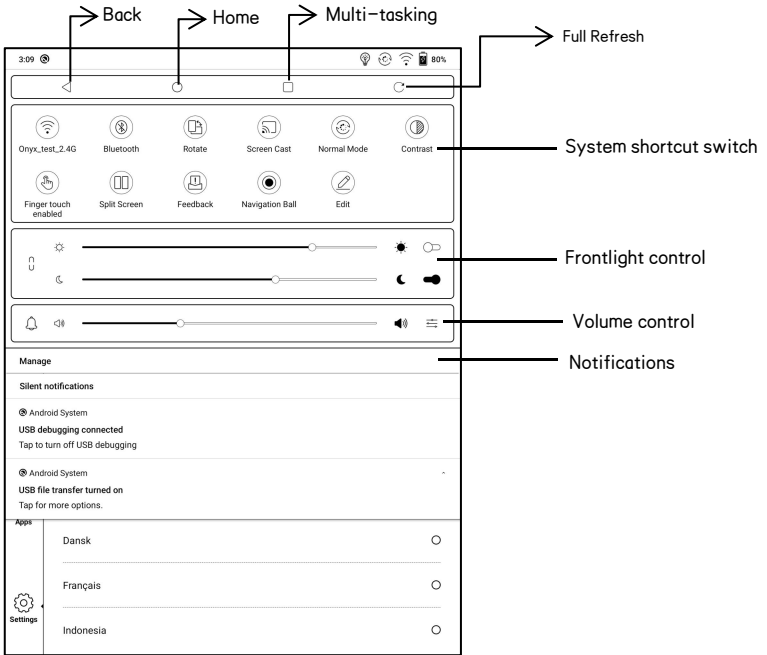 Back
Home
Multi-tasking
Full Refresh
3:09
80%
Onyx_test_2.4G
Bluetooth
Rotate
Screen Cast
Normal Mode
Contrast
System shortcut switch
Finger touch
enabled
Split Screen
Feedback
Navigation Ball
Edit
Frontlight control
Volume control
Manage
Notifications
Silent notifications
Android System
USB debugging connected
Tap to turn off USB debugging
Android System
USB file transfer turned on
Tap for more options.
Apps
Dansk
Français
Settings
Indonesia